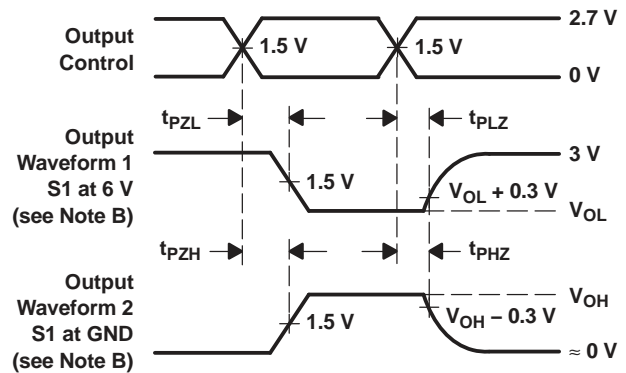 Output
Control
1.5 V
1.5 V
2.7 V
0 V
tPZL
tPLZ
Output
Waveform 1
S1 at 6 V
(see Note B)
1.5 V
3 V
VOL + 0.3 V
VOL
tPZH
tPHZ
Output
Waveform 2
S1 at GND
(see Note B)
1.5 V
VOH
VOH − 0.3 V
≈ 0 V